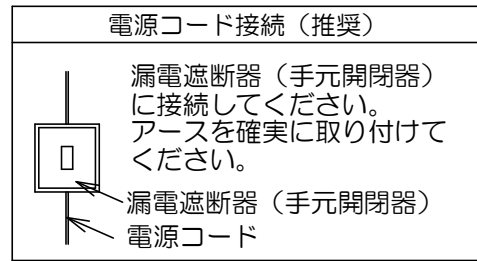 電源コード接続（推奨）
漏電遮断器（手元開閉器）
に接続してください。
アースを確実に取り付けて
ください。
漏電遮断器（手元開閉器）
電源コード